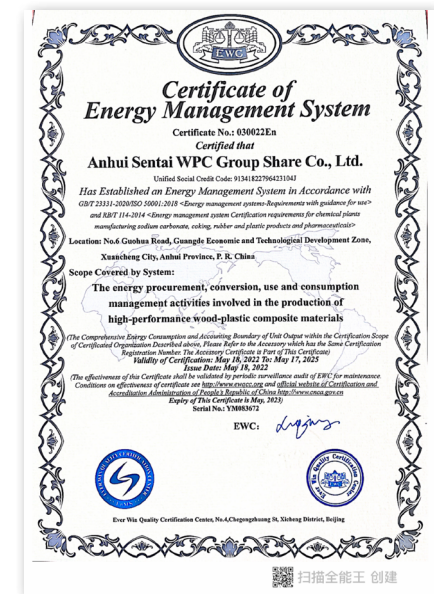 EWC
Certificate of
Energy Management System
Certificate No.: 030022En
Certified that
Anhui Sentai WPC Group Share Co., Ltd.
Unified Social Credit Code: 91341822796423104J
Has Established an Energy Management System in Accordance with
GB/T 23331-2020/ISO 50001:2018 <Energy management systems-Requirements with guidance for use>
and RB/T 114-2014 <Energy management system Certification requirements for chemical plants
manufacturing sodium carbonate, coking, rubber and plastic products and pharmaceuticals>
Location: No.6 Guohua Road, Guangde Economic and Technological Development Zone,
Xuancheng City, Anhui Province, P. R. China
Scope Covered by System:
The energy procurement, conversion, use and consumption
management activities involved in the production of
high-performance wood-plastic composite materials
(The Comprehensive Energy Consumption and Accounting Boundary of Unit Output within the Certification Scope
of Certificated Organization Described above, Please Refer to the Accessory which has the Same Certification
Registration Number. The Accessory Certificate is Part of This Certificate)
Validity of Certification: May 18, 2022 To: May 17, 2025
Issue Date: May 18, 2022
(The effectiveness of this Certificate shall be validated by periodic surveillance audit of EWC for maintenance.
Conditions on effectiveness of certificate see http://www.ewqcc.org and official website of Certification and
Accreditation Administration of People's Republic of China http://www.cnca.gov.cn
Expiry of This Certificate is May, 2023)
Serial No.: YM083672
EWC:
Ever Win Quality Certification Center
Ever Win Quality Certification Center, No.4,Chegongzhuang St, Xicheng District, Beijing
扫描全能王 创建